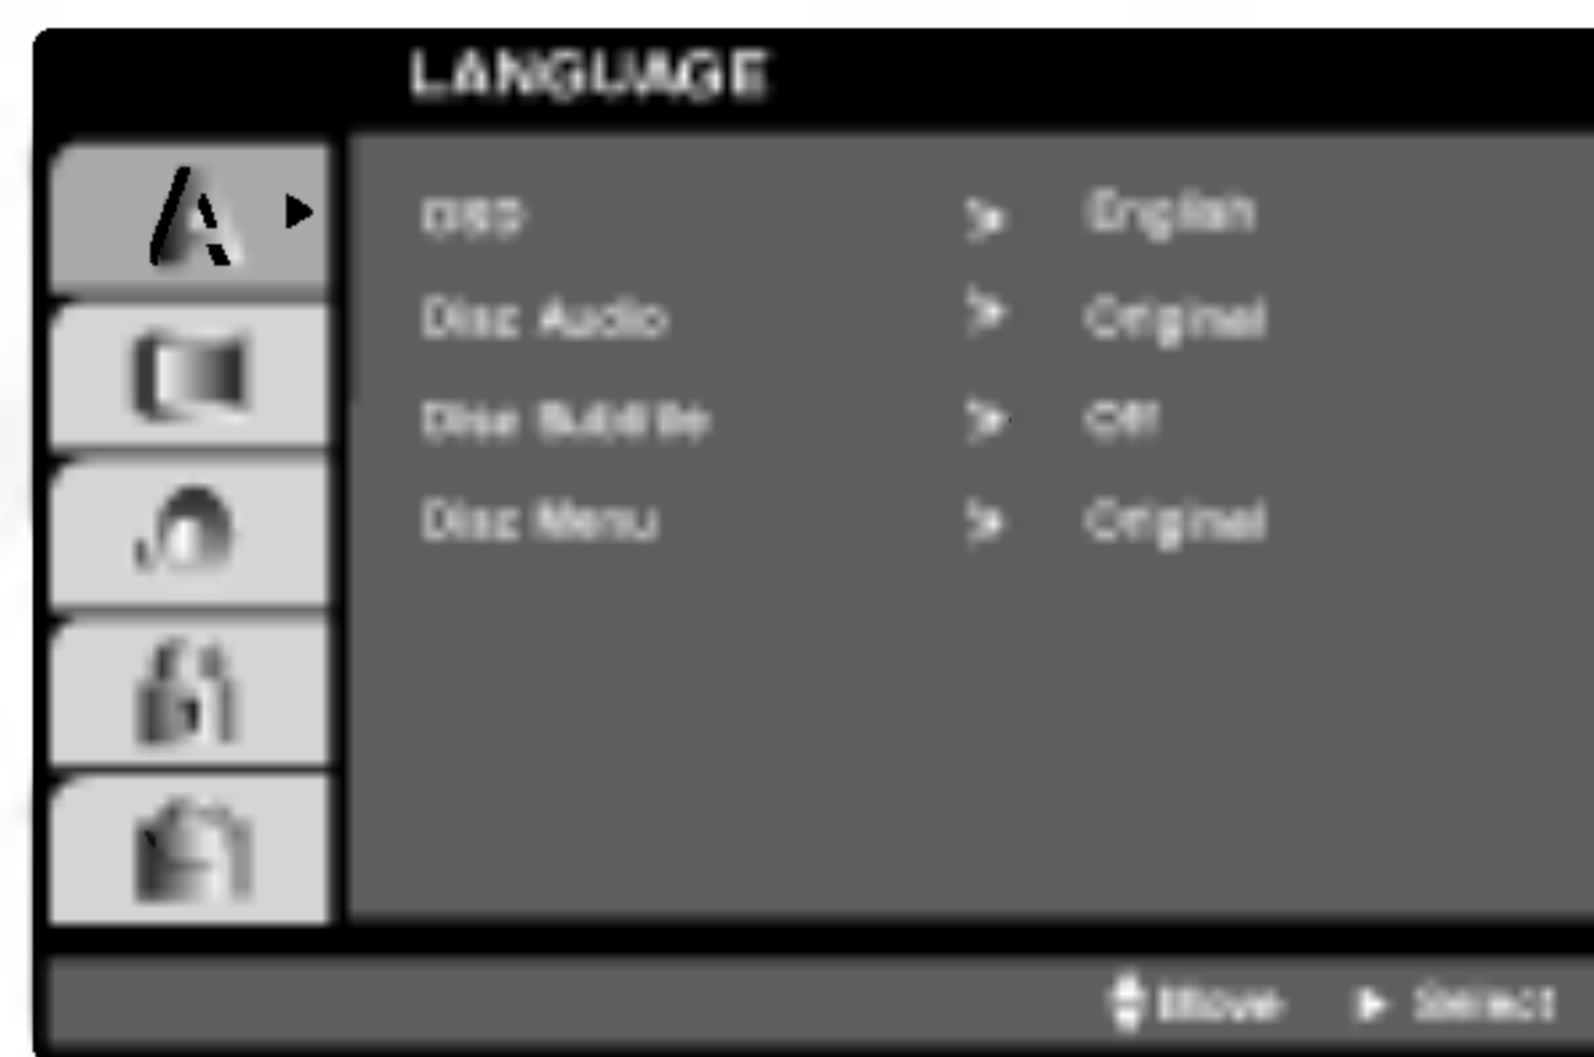 LANGUAGE
OSD > English
Disc Audio > Original
Disc Subtitle > Off
Disc Menu > Original
Move ► Select